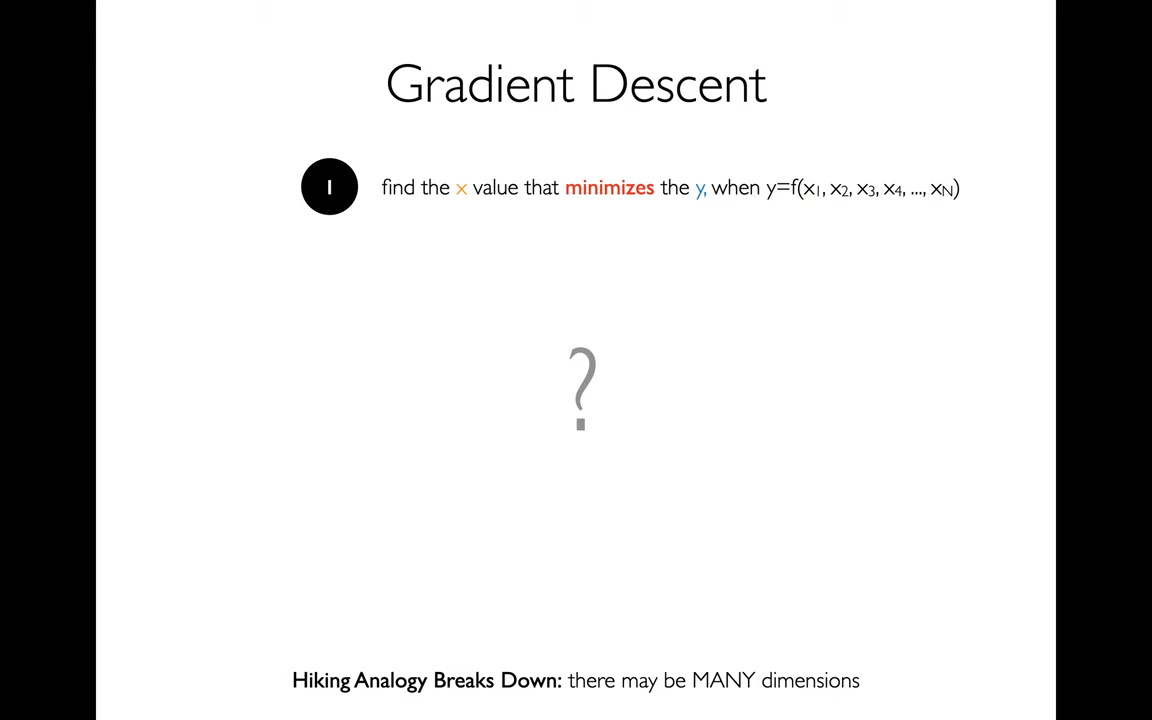 Gradient Descent
1 find the x value that minimizes the y, when y=f(x1, x2, x3, x4, ..., xN)
?
Hiking Analogy Breaks Down: there may be MANY dimensions